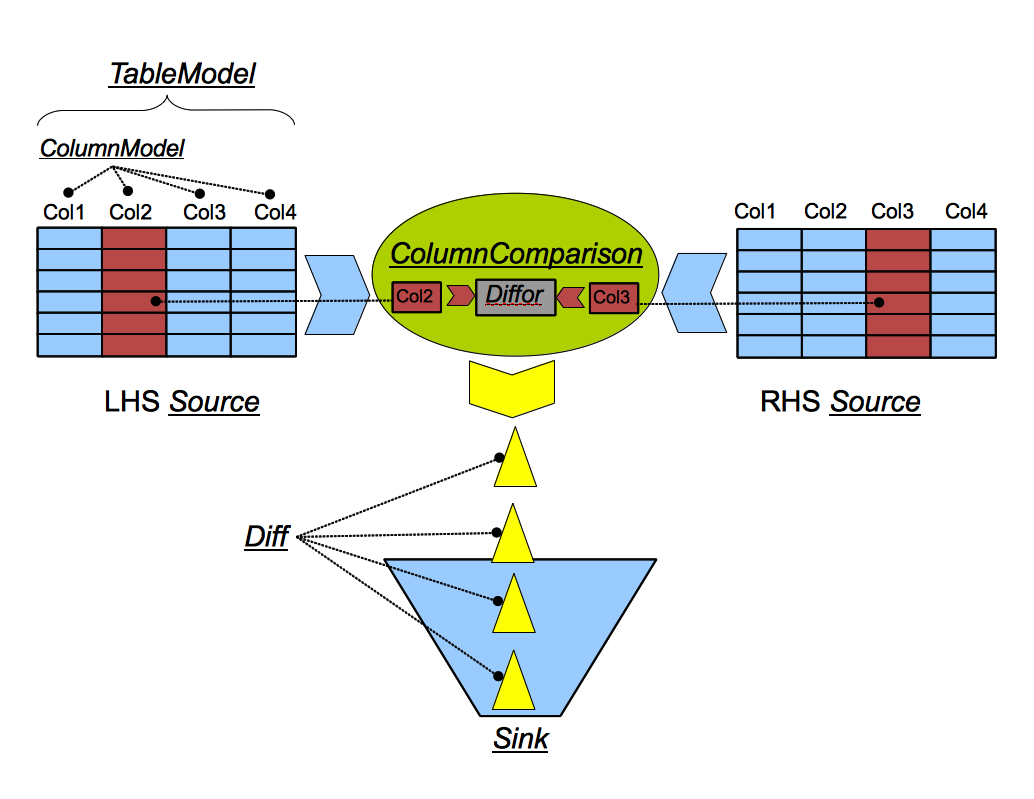 TableModel
ColumnModel
Col1 Col2 Col3 Col4
Col1 Col2 Col3 Col4
ColumnComparison
Col2 Diffor Col3
LHS Source
RHS Source
Diff
Sink